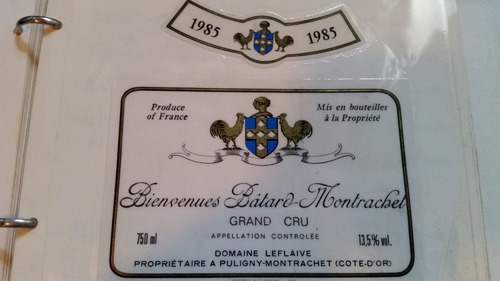 1985 1985
Produce of France
Mis en bouteilles à la Propriété
Bienvenues Bâtard-Montrachet
GRAND CRU
APPELLATION CONTROLÉE
750 ml
13,5% vol.
DOMAINE LEFLAIVE
PROPRIÉTAIRE A PULIGNY-MONTRACHET (COTE-D'OR)